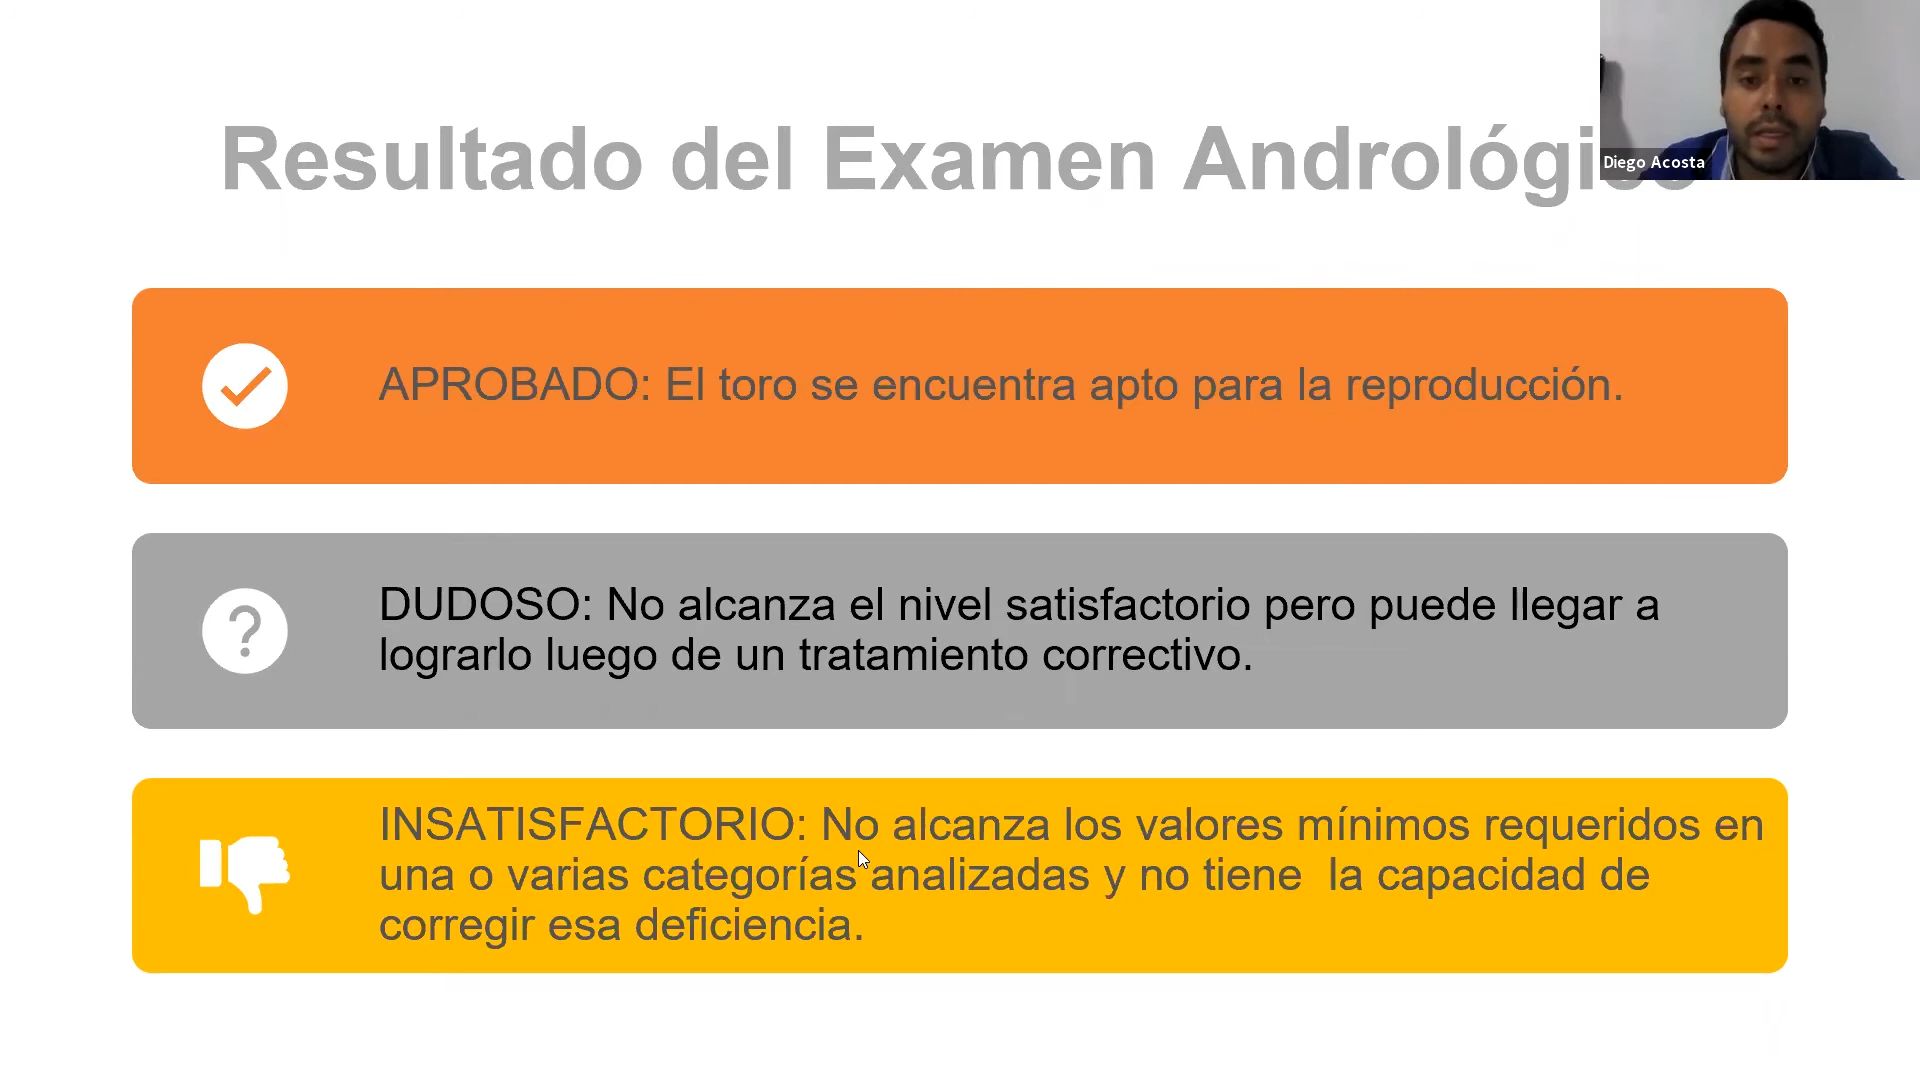 Resultado del Examen Andrológico
Diego Acosta
APROBADO: El toro se encuentra apto para la reproducción.
DUDOSO: No alcanza el nivel satisfactorio pero puede llegar a
lograrlo luego de un tratamiento correctivo.
INSATISFACTORIO: No alcanza los valores mínimos requeridos en
una o varias categorías analizadas y no tiene  la capacidad de
corregir esa deficiencia.